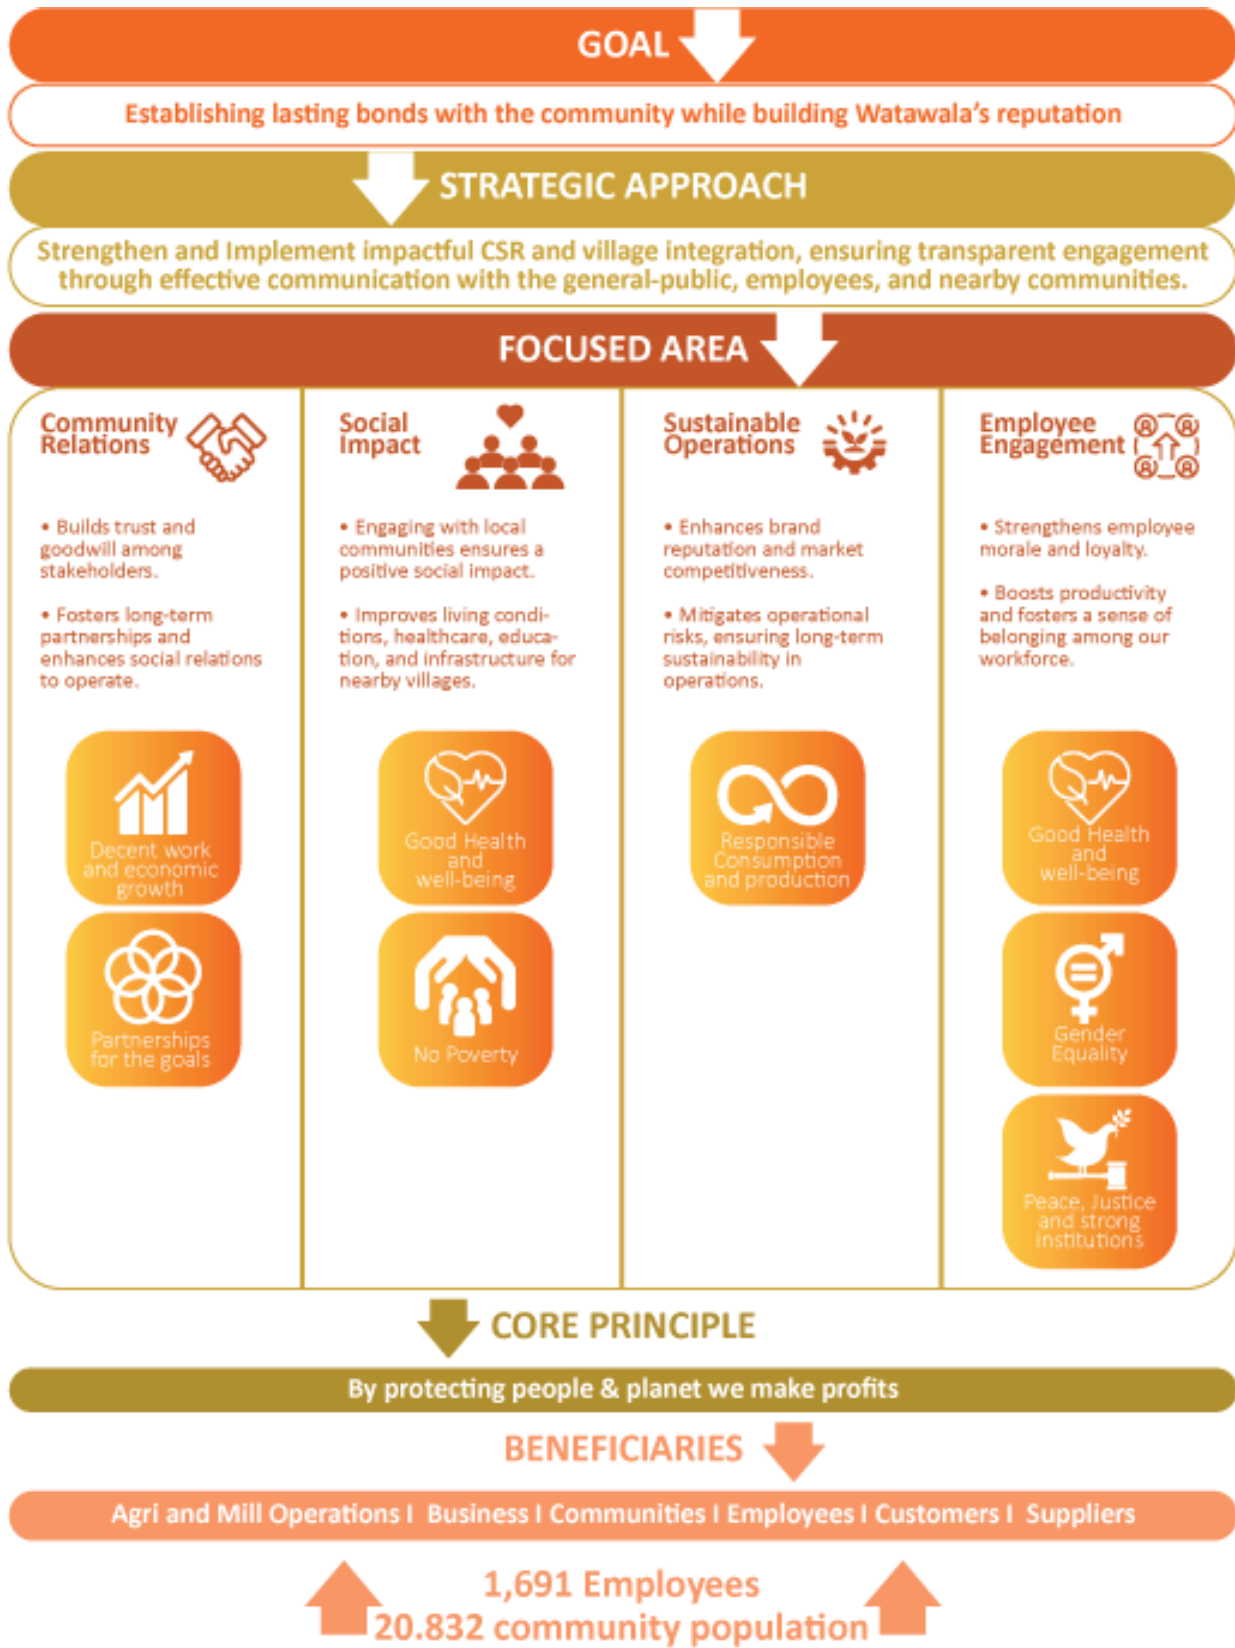 GOAL
Establishing lasting bonds with the community while building Watawala's reputation
STRATEGIC APPROACH
Strengthen and Implement impactful CSR and village integration, ensuring transparent engagement
through effective communication with the general-public, employees, and nearby communities.
FOCUSED AREA
Community
Relations
• Builds trust and
goodwill among
stakeholders.
• Fosters long-term
partnerships and
enhances social relations
to operate.
Decent work
and economic
growth
Partnerships
for the goals
Social
Impact
• Engaging with local
communities ensures a
positive social impact.
• Improves living condi-
tions, healthcare, educa-
tion, and infrastructure for
nearby villages.
Good Health
and
well-being
No Poverty
Sustainable
Operations
• Enhances brand
reputation and market
competitiveness.
• Mitigates operational
risks, ensuring long-term
sustainability in
operations.
Responsible
Consumption
and production
Employee
Engagement
• Strengthens employee
morale and loyalty.
• Boosts productivity
and fosters a sense of
belonging among our
workforce.
Good Health
and
well-being
Gender
Equality
Peace, Justice
and strong
institutions
CORE PRINCIPLE
By protecting people & planet we make profits
BENEFICIARIES
Agri and Mill Operations I Business I Communities I Employees I Customers I Suppliers
1,691 Employees
20.832 community population